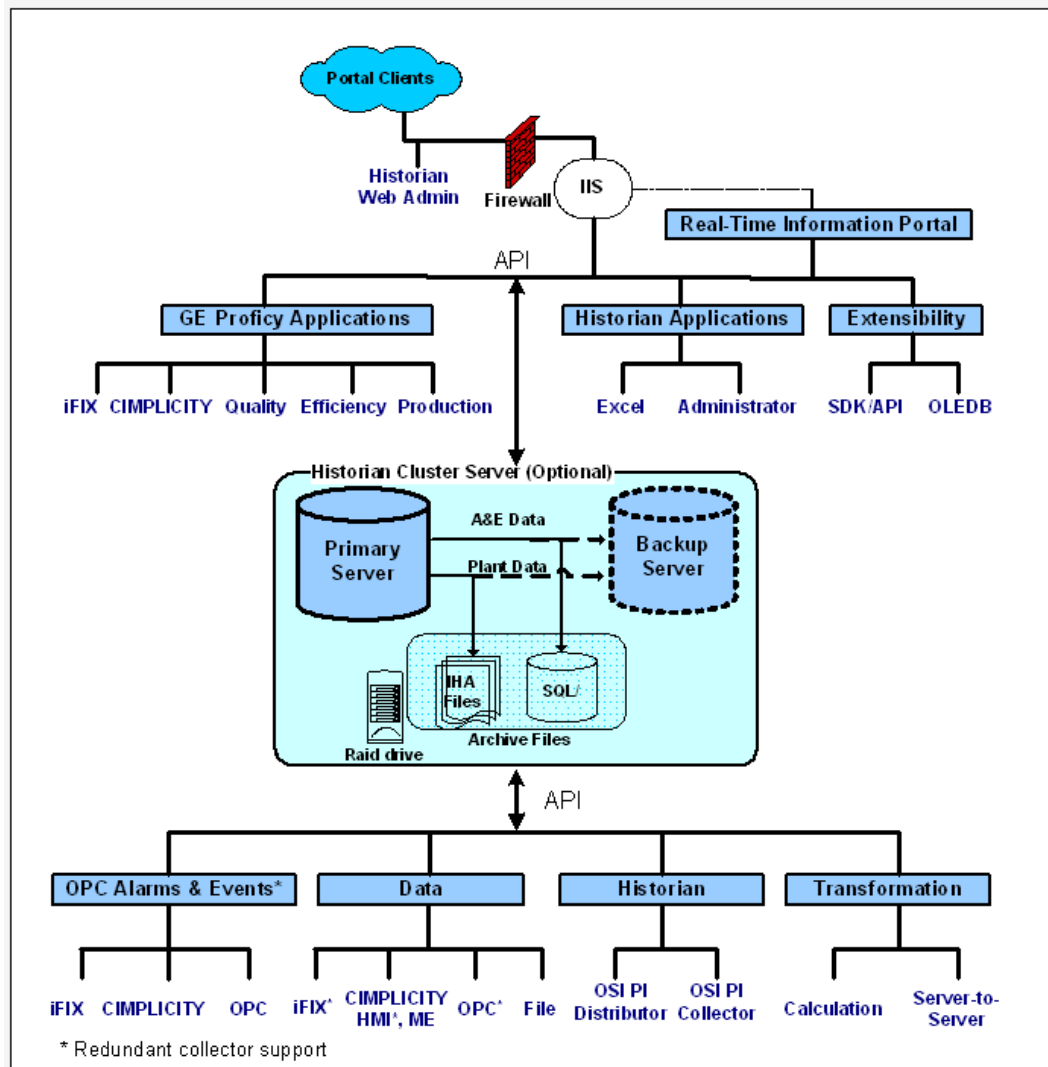 Portal Clients
Historian
Web Admin
Firewall
IIS
Real-Time Information Portal
API
GE Proficy Applications
Historian Applications
Extensibility
iFIX CIMPLICITY Quality Efficiency Production
Excel Administrator
SDK/API OLEDB
Historian Cluster Server (Optional)
Primary
Server
A&E Data
Plant Data
Backup
Server
IHA
Files
SQL/
Archive Files
Raid drive
API
OPC Alarms & Events*
Data
Historian
Transformation
iFIX CIMPLICITY OPC
iFIX*
CIMPLICITY
HMI*, ME
OPC*
File
OSI PI
Distributor
OSI PI
Collector
Calculation
Server-to-
Server
* Redundant collector support